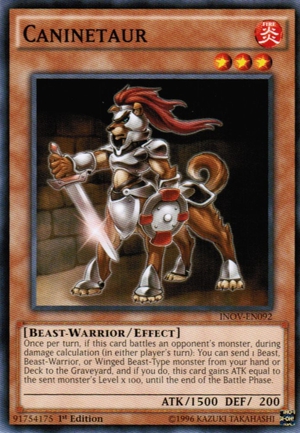 CANINETAUR
FIRE
炎
INOV-EN092
[BEAST-WARRIOR/EFFECT]
Once per turn, if this card battles an opponent's monster, during
damage calculation (in either player's turn): You can send 1 Beast,
Beast-Warrior, or Winged Beast-Type monster from your hand or
Deck to the Graveyard, and if you do, this card gains ATK equal to
the sent monster's Level x 100, until the end of the Battle Phase.
ATK/1500 DEF/ 200
91754175 1st Edition ©1996 KAZUKI TAKAHASHI